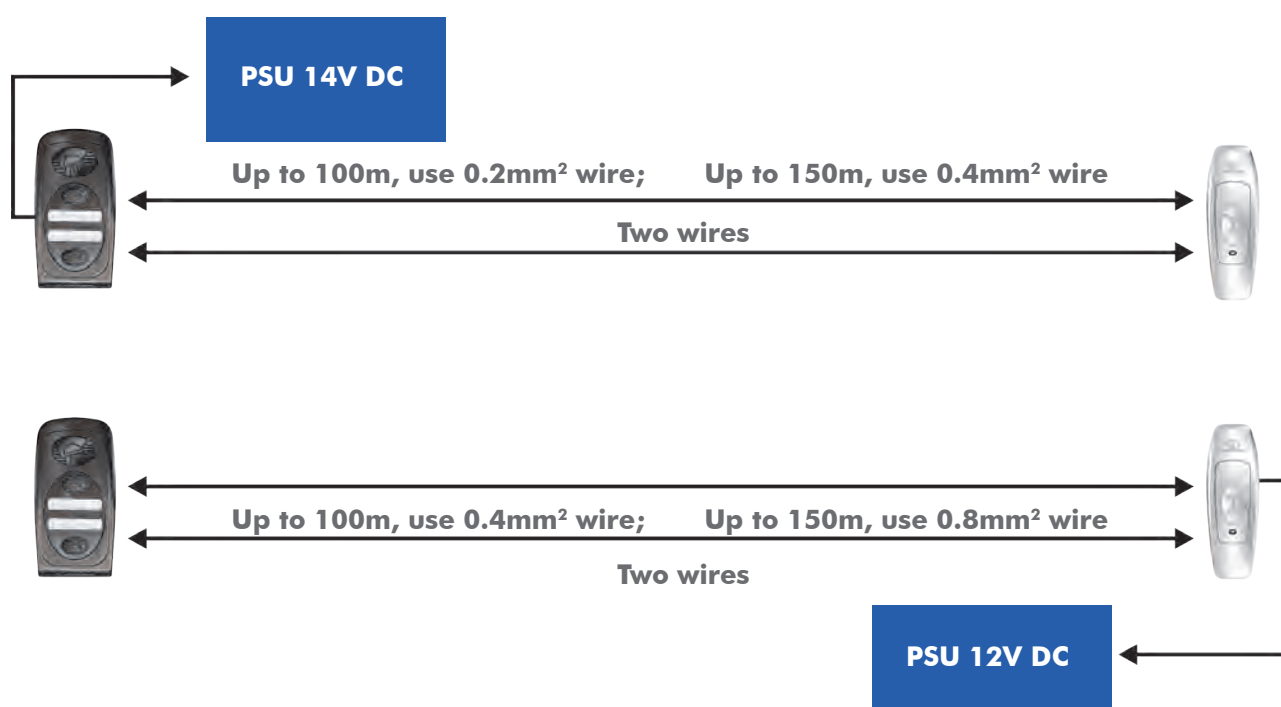 PSU 14V DC
Up to 100m, use 0.2mm² wire; Up to 150m, use 0.4mm² wire
Two wires
Up to 100m, use 0.4mm² wire; Up to 150m, use 0.8mm² wire
Two wires
PSU 12V DC